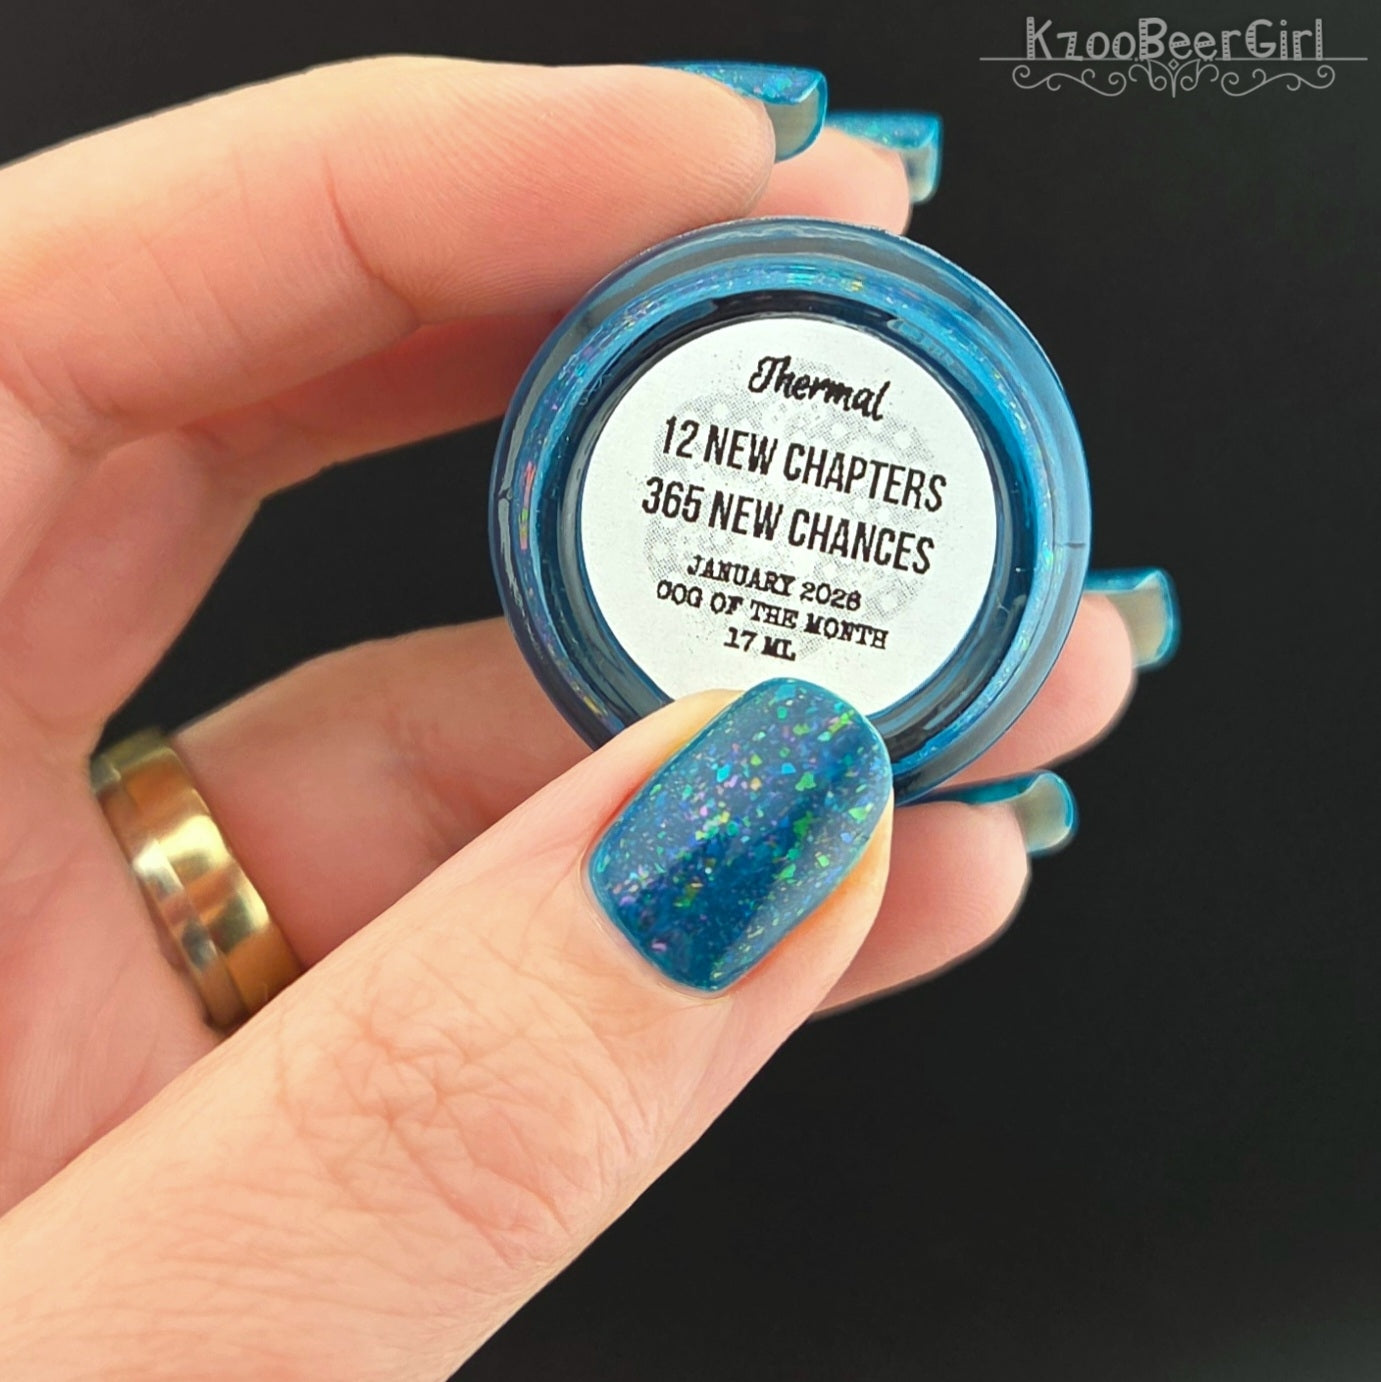 KzooBeerGirl
Thermal
12 NEW CHAPTERS
365 NEW CHANCES
JANUARY 2026
OOG OF THE MONTH
17 ML